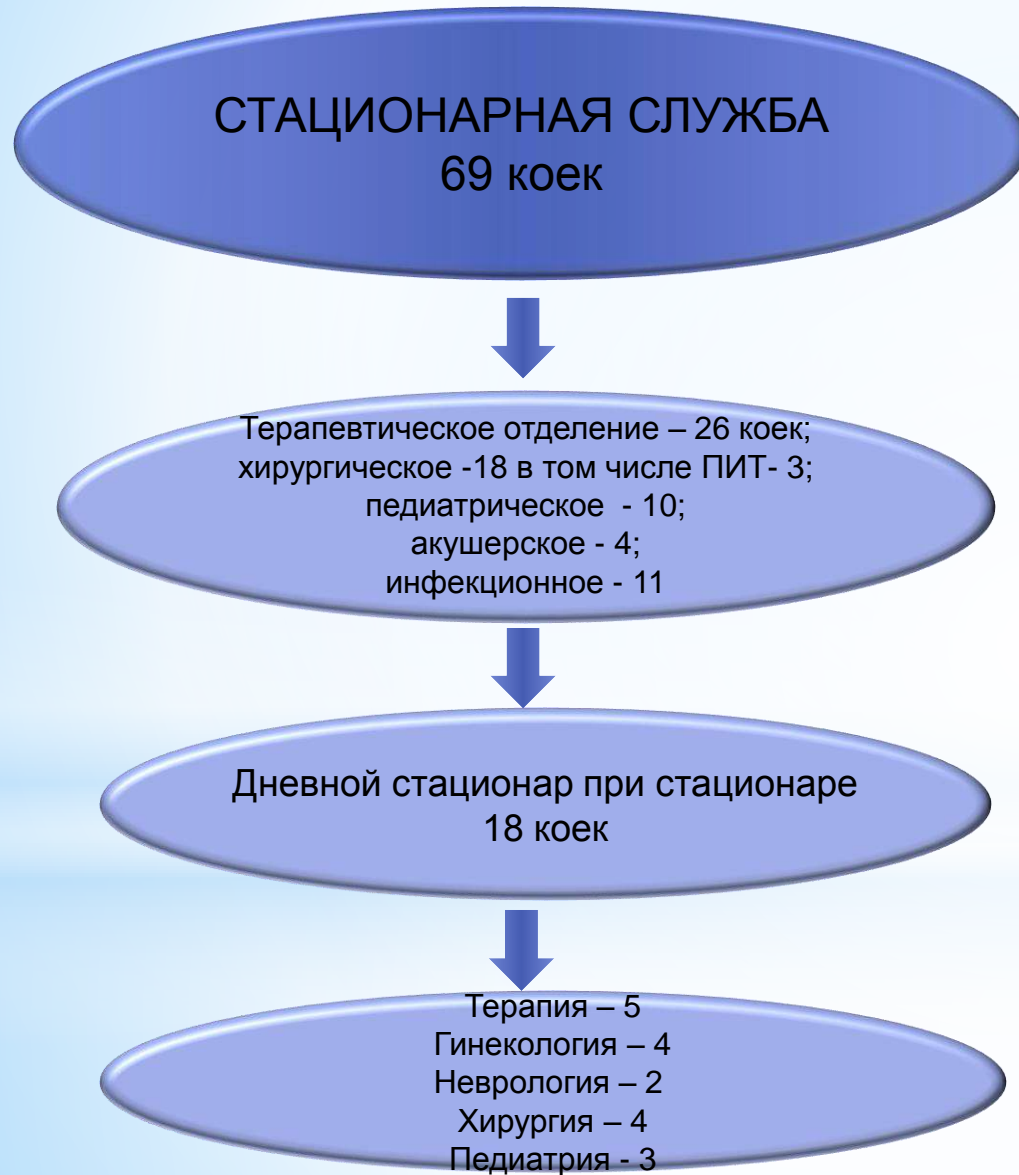 СТАЦИОНАРНАЯ СЛУЖБА
69 коек
Терапевтическое отделение – 26 коек;
хирургическое -18 в том числе ПИТ- 3;
педиатрическое - 10;
акушерское - 4;
инфекционное - 11
Дневной стационар при стационаре
18 коек
Терапия – 5
Гинекология – 4
Неврология – 2
Хирургия – 4
Педиатрия - 3